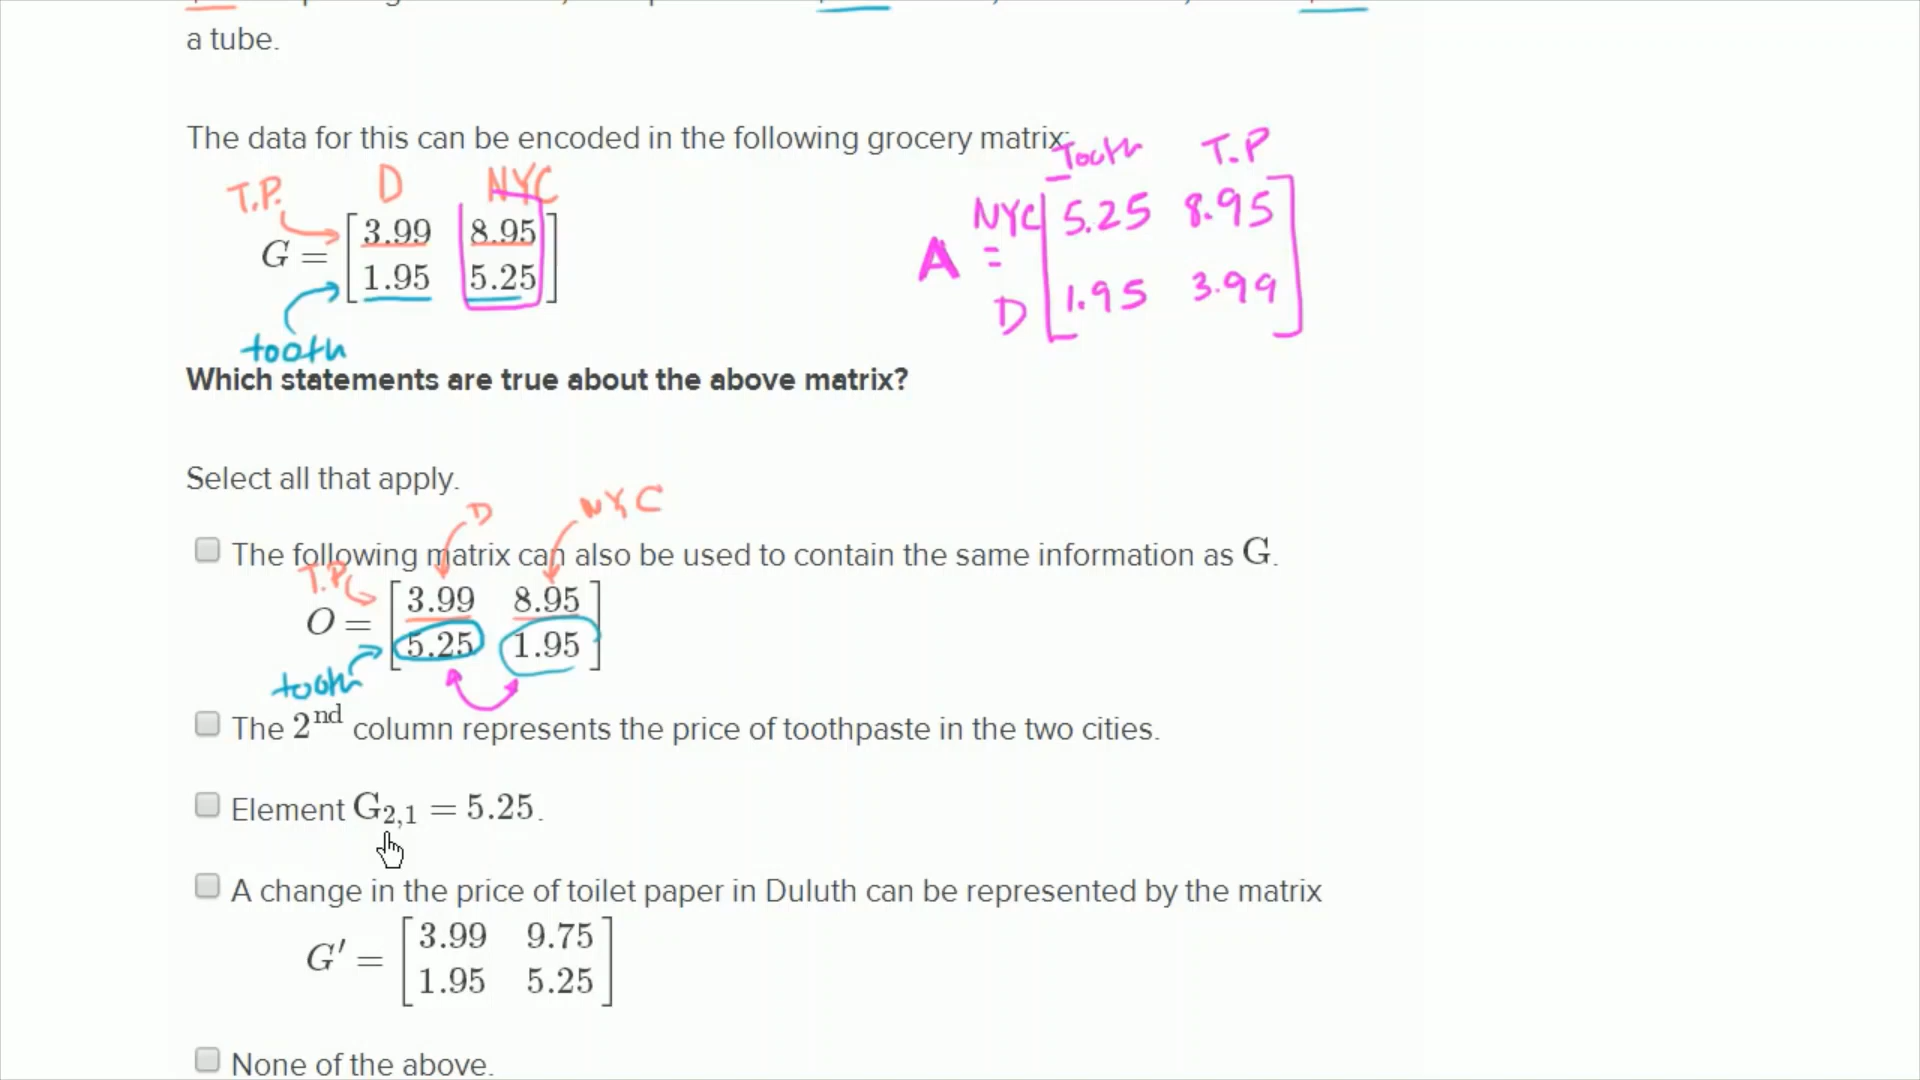 a tube.
The data for this can be encoded in the following grocery matrix:
Tooth T.P
T.P. D NYC
NYC 5.25 8.95
G = [ 3.99 8.95
1.95 5.25 ]
A =
D 1.95 3.99
tooth
Which statements are true about the above matrix?
Select all that apply.
D NYC
The following matrix can also be used to contain the same information as G.
T.P.
O = [ 3.99 8.95
5.25 1.95 ]
tooth
The 2nd column represents the price of toothpaste in the two cities.
Element G2,1 = 5.25.
A change in the price of toilet paper in Duluth can be represented by the matrix
G′ = [ 3.99 9.75
1.95 5.25 ]
None of the above.